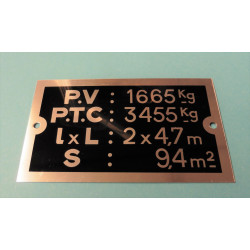 P.V : 1665 Kg
P.T.C : 3455 Kg
l x L : 2 x 4,7 m
S : 9,4 m²